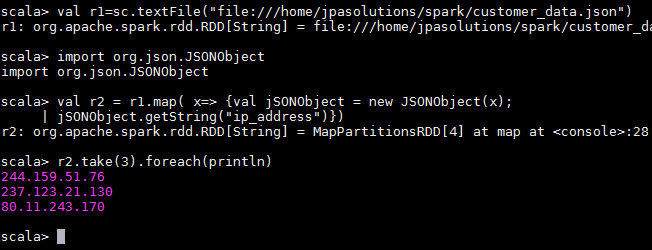 scala> val r1=sc.textFile("file:///home/jpasolutions/spark/customer_data.json")
r1: org.apache.spark.rdd.RDD[String] = file:///home/jpasolutions/spark/customer_da
scala> import org.json.JSONObject
import org.json.JSONObject
scala> val r2 = r1.map( x=> {val jSONObject = new JSONObject(x);
| jSONObject.getString("ip_address")})
r2: org.apache.spark.rdd.RDD[String] = MapPartitionsRDD[4] at map at <console>:28
scala> r2.take(3).foreach(println)
244.159.51.76
237.123.21.130
80.11.243.170
scala>